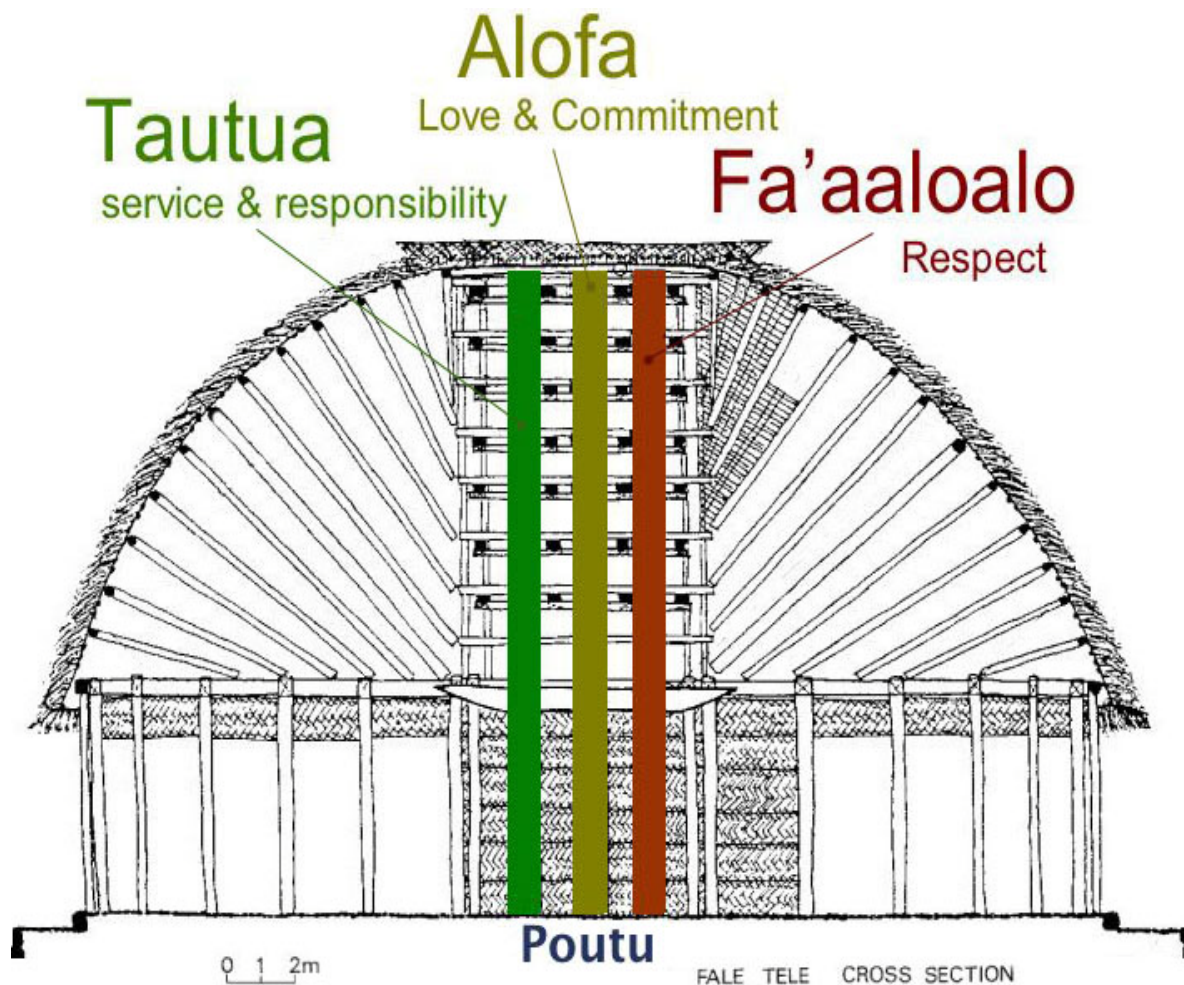 Alofa
Love & Commitment
Tautua
service & responsibility
Fa’aaloalo
Respect
Poutu
0 1 2m
FALE TELE CROSS SECTION